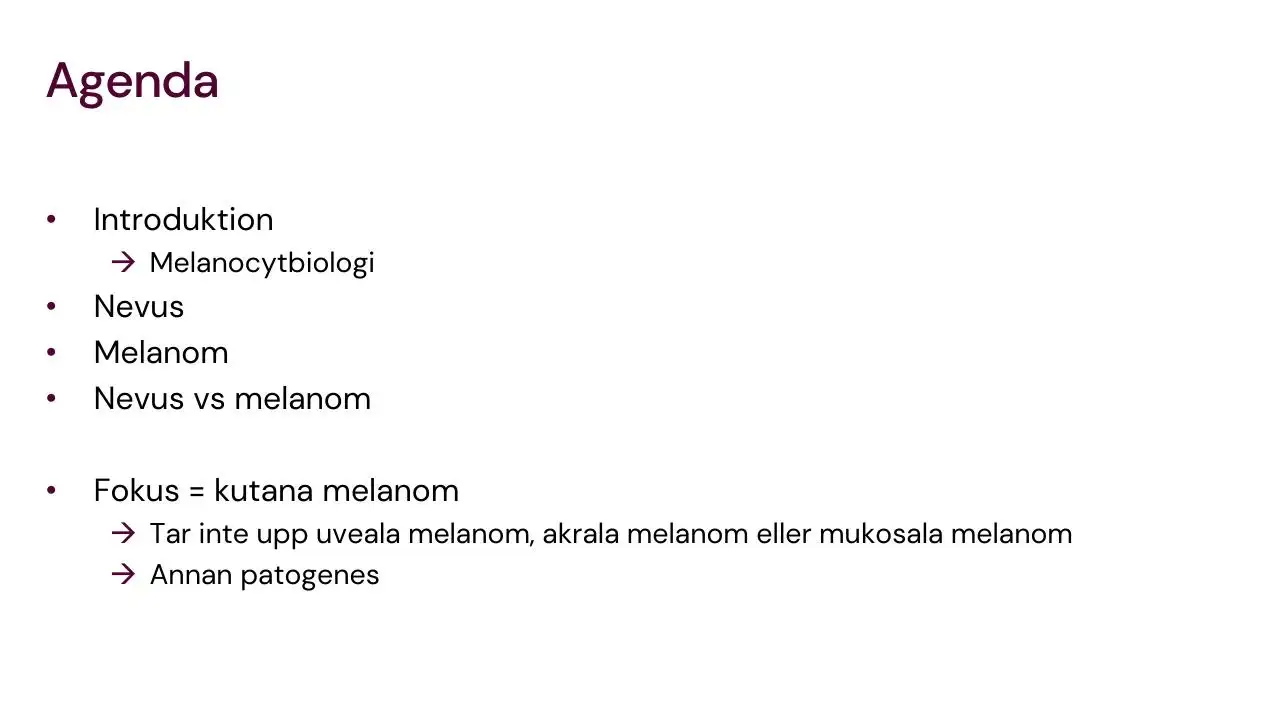 Agenda
• Introduktion
→ Melanocytbiologi
• Nevus
• Melanom
• Nevus vs melanom
• Fokus = kutana melanom
→ Tar inte upp uveala melanom, akrala melanom eller mukosala melanom
→ Annan patogenes